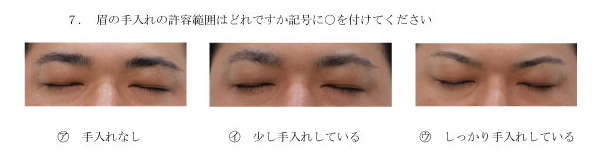 ７． 眉の手入れの許容範囲はどれですか記号に○を付けてください
㋐ 手入れなし
㋑ 少し手入れしている
㋒ しっかり手入れしている